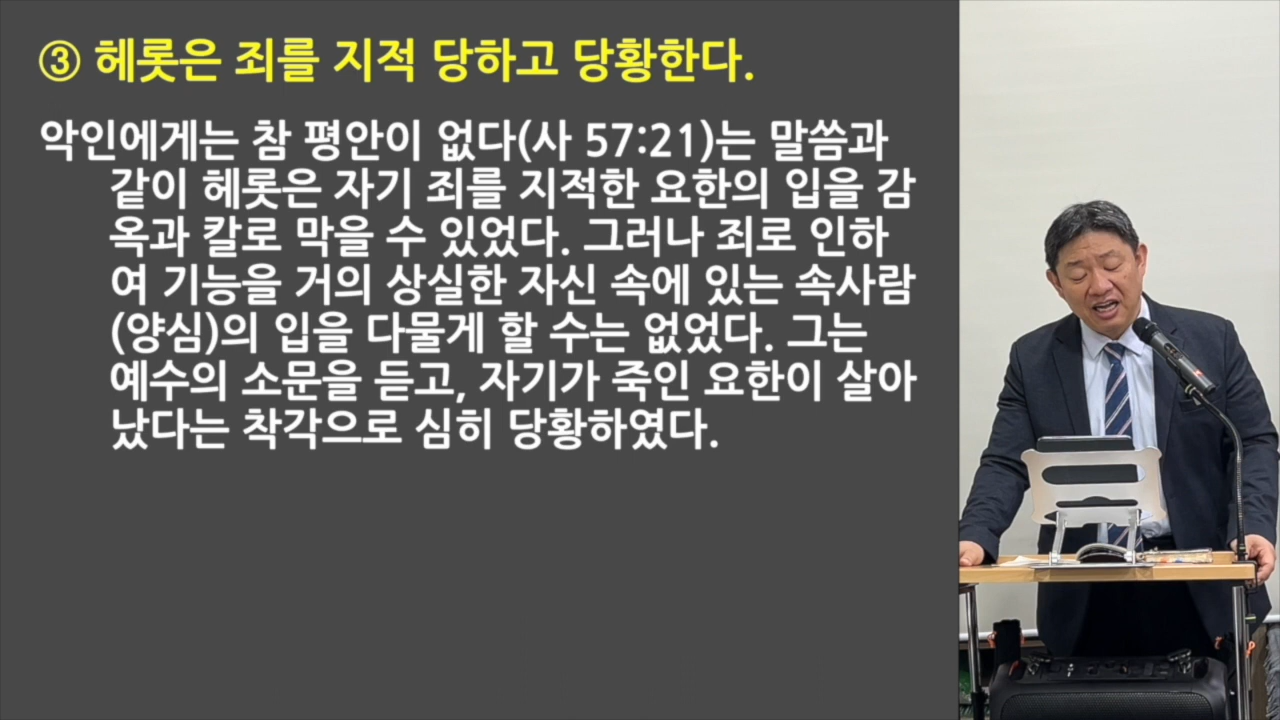 ③ 헤롯은 죄를 지적 당하고 당황한다.
악인에게는 참 평안이 없다(사 57:21)는 말씀과
같이 헤롯은 자기 죄를 지적한 요한의 입을 감
옥과 칼로 막을 수 있었다. 그러나 죄로 인하
여 기능을 거의 상실한 자신 속에 있는 속사람
(양심)의 입을 다물게 할 수는 없었다. 그는
예수의 소문을 듣고, 자기가 죽인 요한이 살아
났다는 착각으로 심히 당황하였다.